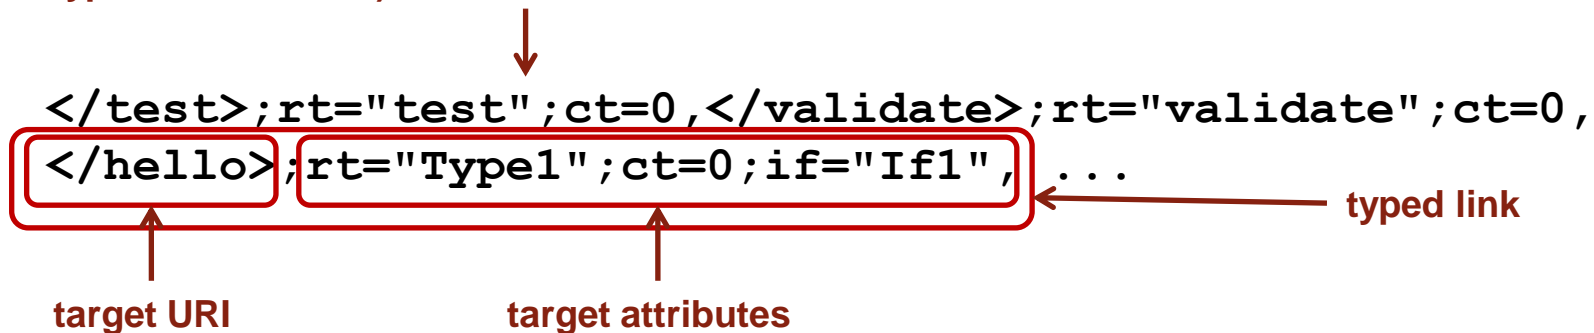 </test>;rt="test";ct=0,</validate>;rt="validate";ct=0,
</hello>;rt="Type1";ct=0;if="If1", ...
typed link
target URI
target attributes